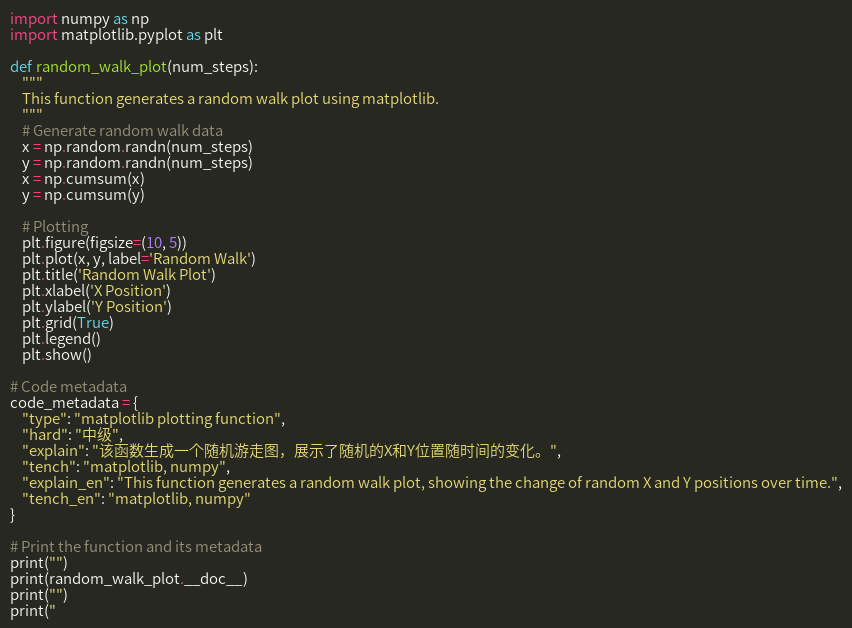 import numpy as np
import matplotlib.pyplot as plt

def random_walk_plot(num_steps):
    """
    This function generates a random walk plot using matplotlib.
    """
    # Generate random walk data
    x = np.random.randn(num_steps)
    y = np.random.randn(num_steps)
    x = np.cumsum(x)
    y = np.cumsum(y)

    # Plotting
    plt.figure(figsize=(10, 5))
    plt.plot(x, y, label='Random Walk')
    plt.title('Random Walk Plot')
    plt.xlabel('X Position')
    plt.ylabel('Y Position')
    plt.grid(True)
    plt.legend()
    plt.show()

# Code metadata
code_metadata = {
    "type": "matplotlib plotting function",
    "hard": "中级",
    "explain": "该函数生成一个随机游走图，展示了随机的X和Y位置随时间的变化。",
    "tench": "matplotlib, numpy",
    "explain_en": "This function generates a random walk plot, showing the change of random X and Y positions over time.",
    "tench_en": "matplotlib, numpy"
}

# Print the function and its metadata
print("")
print(random_walk_plot.__doc__)
print("")
print("